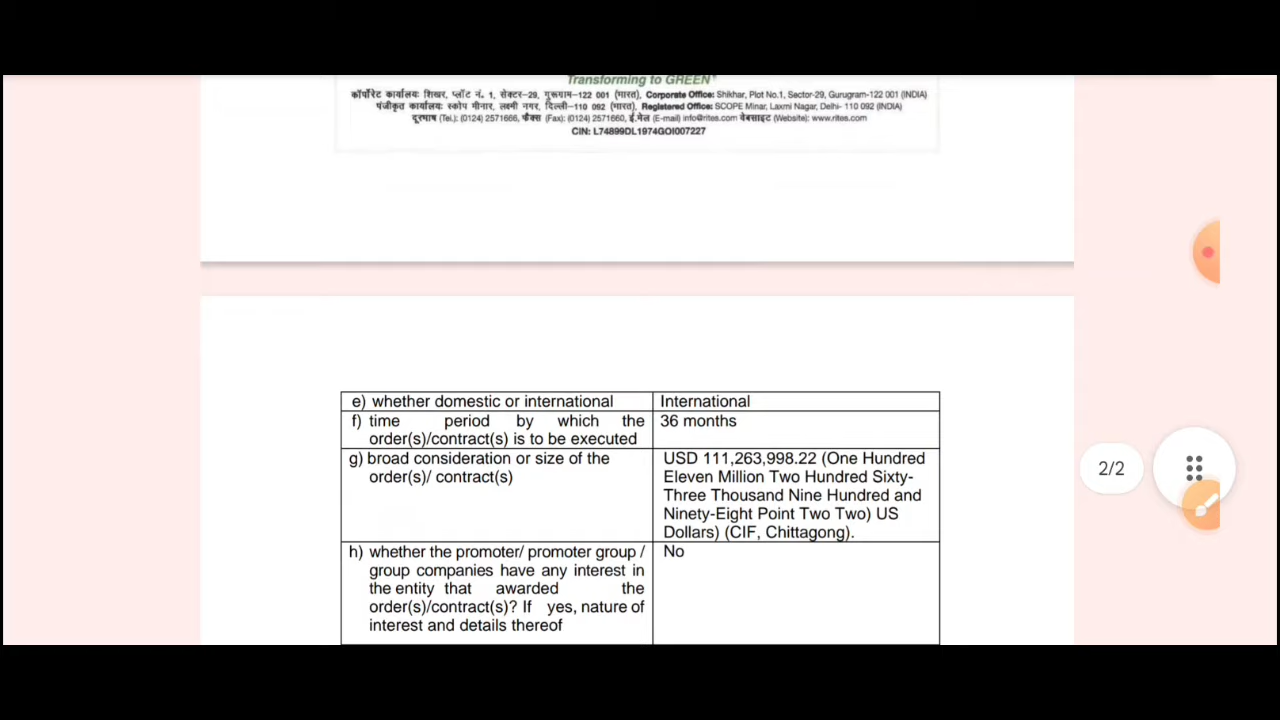 Transforming to GREEN"
कॉर्पोरेट कार्यालयः शिखर, प्लॉट नं. 1, सेक्टर–29, गुरूग्राम–122 001 (भारत), Corporate Office: Shikhar, Plot No.1, Sector-29, Gurugram-122 001 (INDIA)
पंजीकृत कार्यालयः स्कोप मीनार, लक्ष्मी नगर, दिल्ली–110 092 (भारत), Registered Office: SCOPE Minar, Laxmi Nagar, Delhi- 110 092 (INDIA)
दूरभाष (Tel.): (0124) 2571666, फैक्स (Fax): (0124) 2571660, ई.मेल (E-mail) info@rites.com वेबसाइट (Website): www.rites.com
CIN: L74899DL1974GOI007227
e) whether domestic or international
International
f) time period by which the
order(s)/contract(s) is to be executed
36 months
g) broad consideration or size of the
order(s)/ contract(s)
USD 111,263,998.22 (One Hundred
Eleven Million Two Hundred Sixty-
Three Thousand Nine Hundred and
Ninety-Eight Point Two Two) US
Dollars) (CIF, Chittagong).
h) whether the promoter/ promoter group /
group companies have any interest in
the entity that awarded the
order(s)/contract(s)? If yes, nature of
interest and details thereof
No
2/2